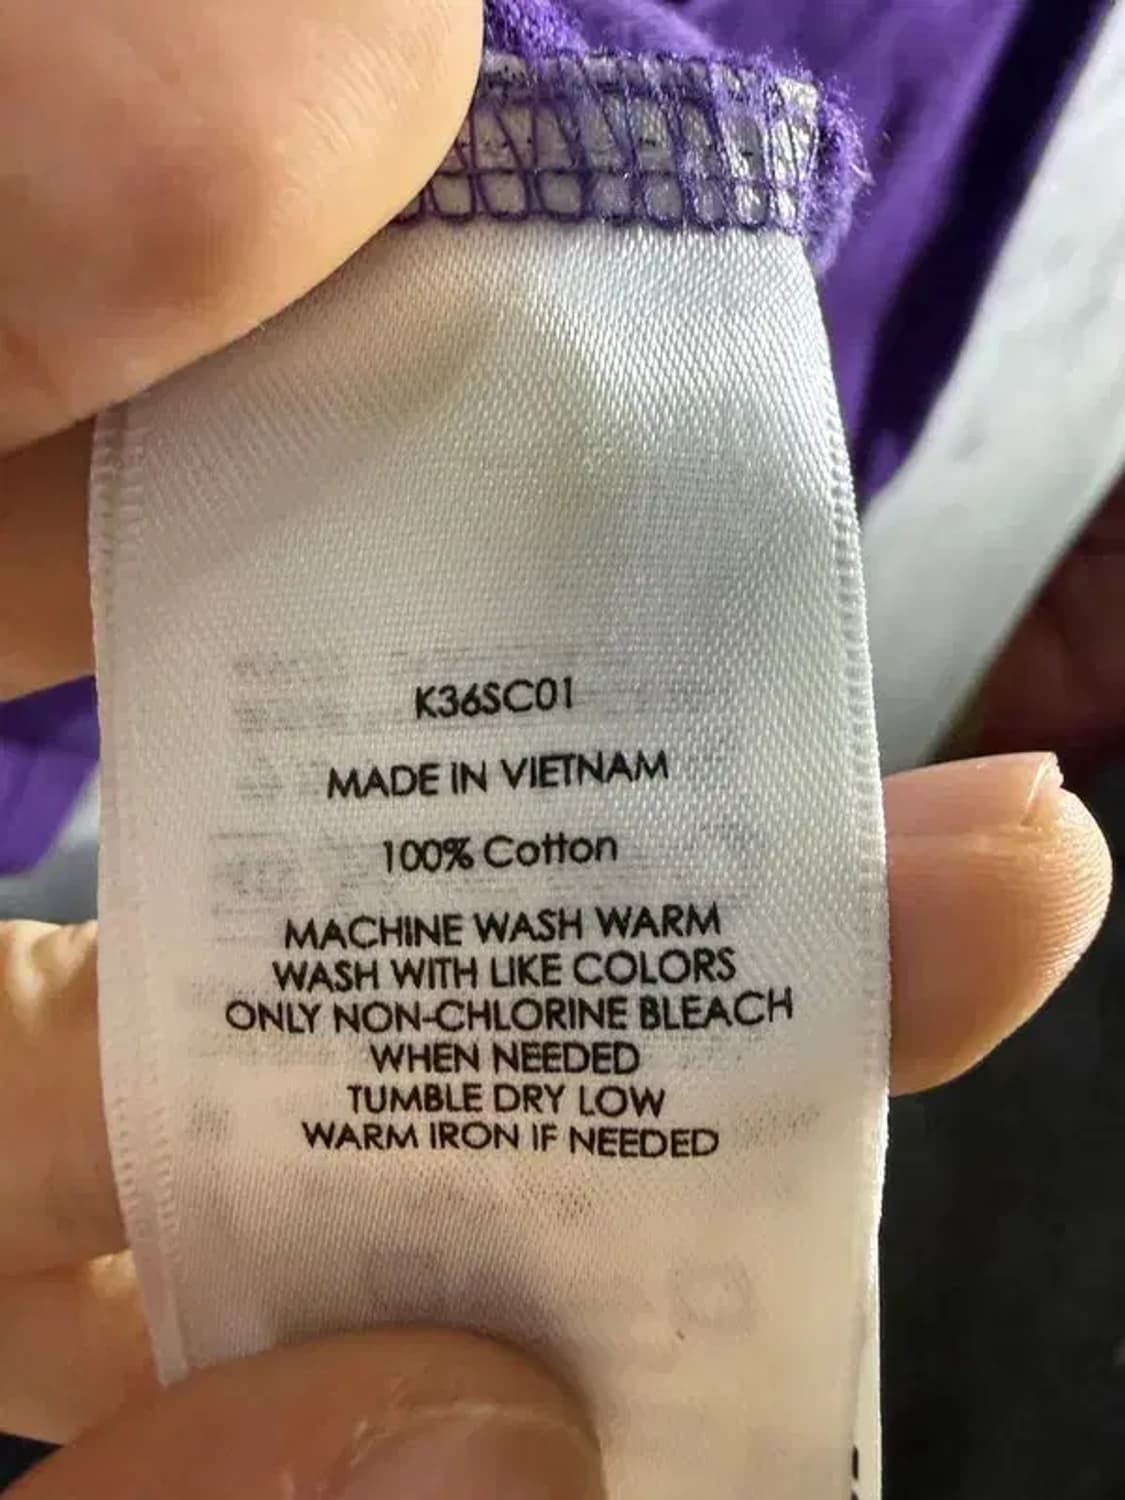 K36SC01
MADE IN VIETNAM
100% Cotton
MACHINE WASH WARM
WASH WITH LIKE COLORS
ONLY NON-CHLORINE BLEACH
WHEN NEEDED
TUMBLE DRY LOW
WARM IRON IF NEEDED